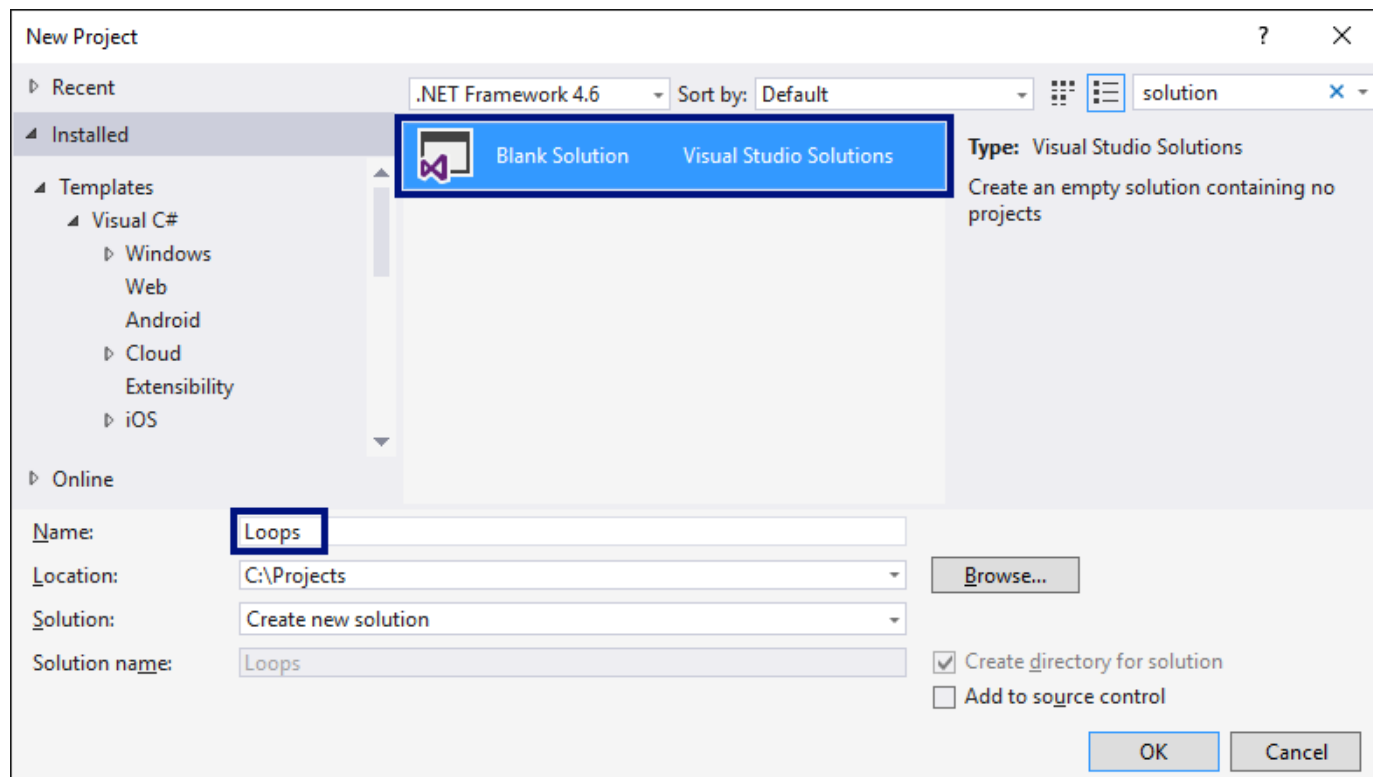 New Project
?
Recent
.NET Framework 4.6 Sort by: Default solution
Installed
Blank Solution Visual Studio Solutions
Type: Visual Studio Solutions
Create an empty solution containing no
projects
Templates
Visual C#
Windows
Web
Android
Cloud
Extensibility
iOS
Online
Name: Loops
Location: C:\Projects Browse...
Solution: Create new solution
Solution name: Loops Create directory for solution
Add to source control
OK Cancel